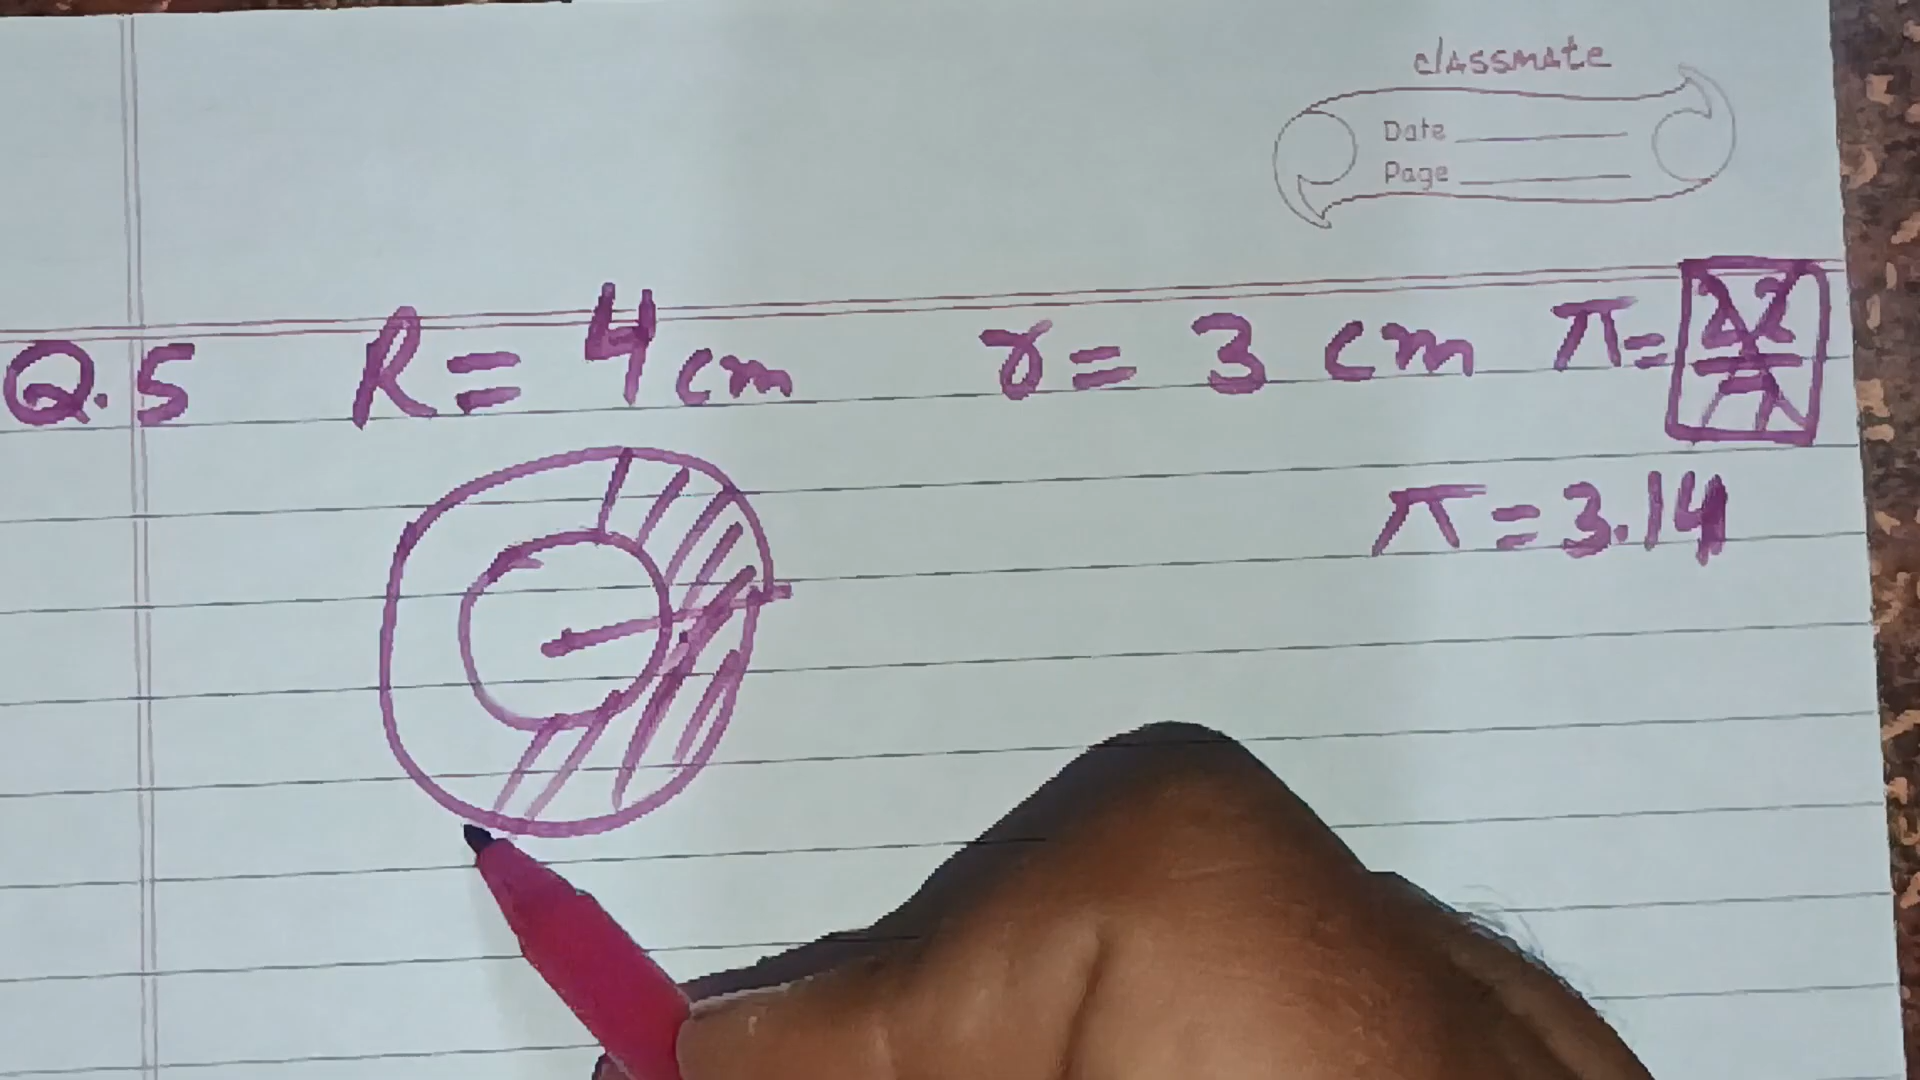 classmate
Date
Page
Q.5 R = 4 cm r = 3 cm π = 22/7
π = 3.14